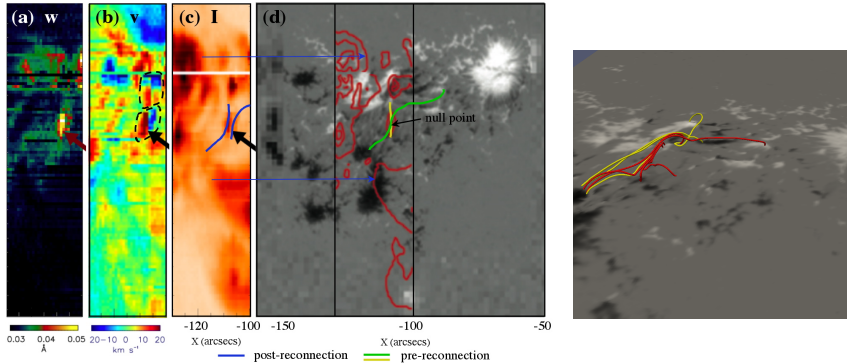 (a) w
(b) v
(c) I
(d)
null point
0.03 0.04 0.05
Å
-20 -10 0 10 20
km s⁻¹
-120 -100
X (arcsecs)
-150 -100 -50
X (arcsecs)
post-reconnection
pre-reconnection